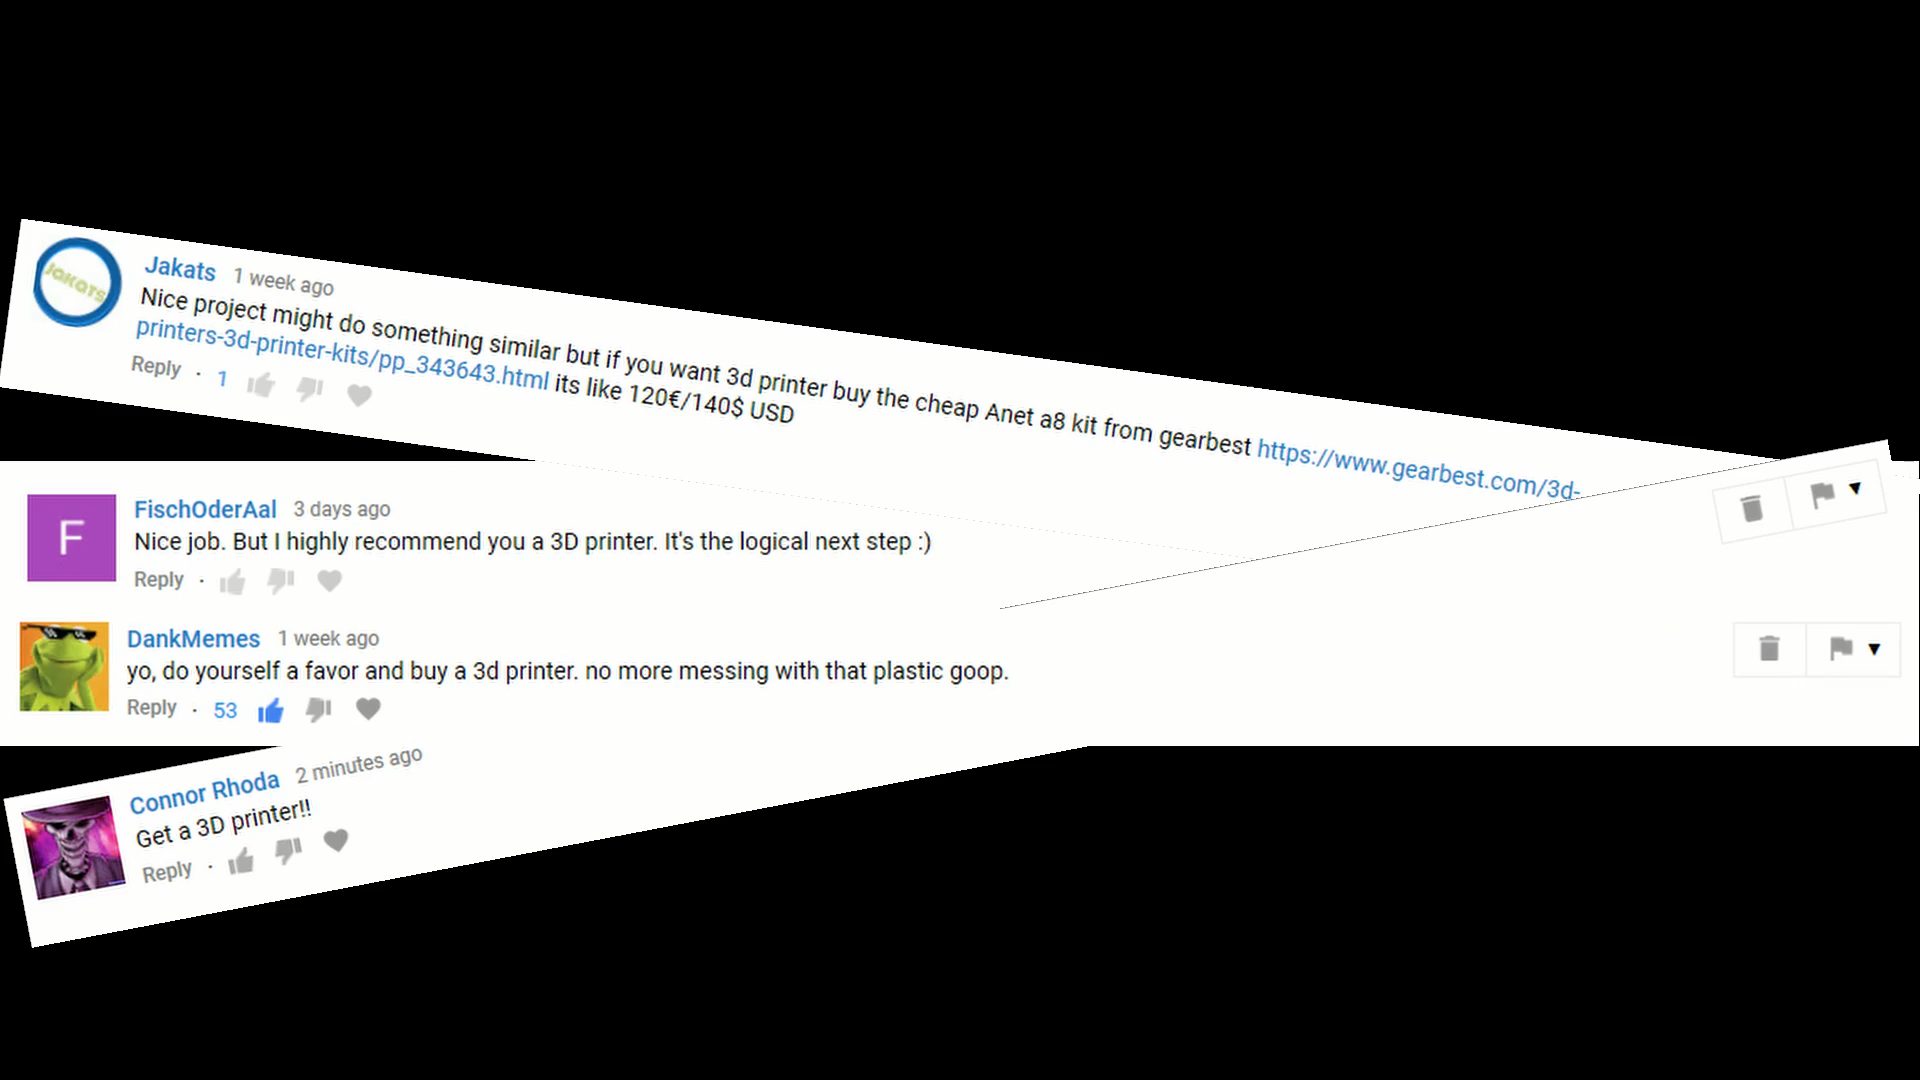 JAKATS
Jakats 1 week ago
Nice project might do something similar but if you want 3d printer buy the cheap Anet a8 kit from gearbest https://www.gearbest.com/3d-
printers-3d-printer-kits/pp_343643.html its like 120€/140$ USD
Reply · 1
F
FischOderAal 3 days ago
Nice job. But I highly recommend you a 3D printer. It's the logical next step :)
Reply ·
DankMemes 1 week ago
yo, do yourself a favor and buy a 3d printer. no more messing with that plastic goop.
Reply · 53
Connor Rhoda 2 minutes ago
Get a 3D printer!!
Reply ·